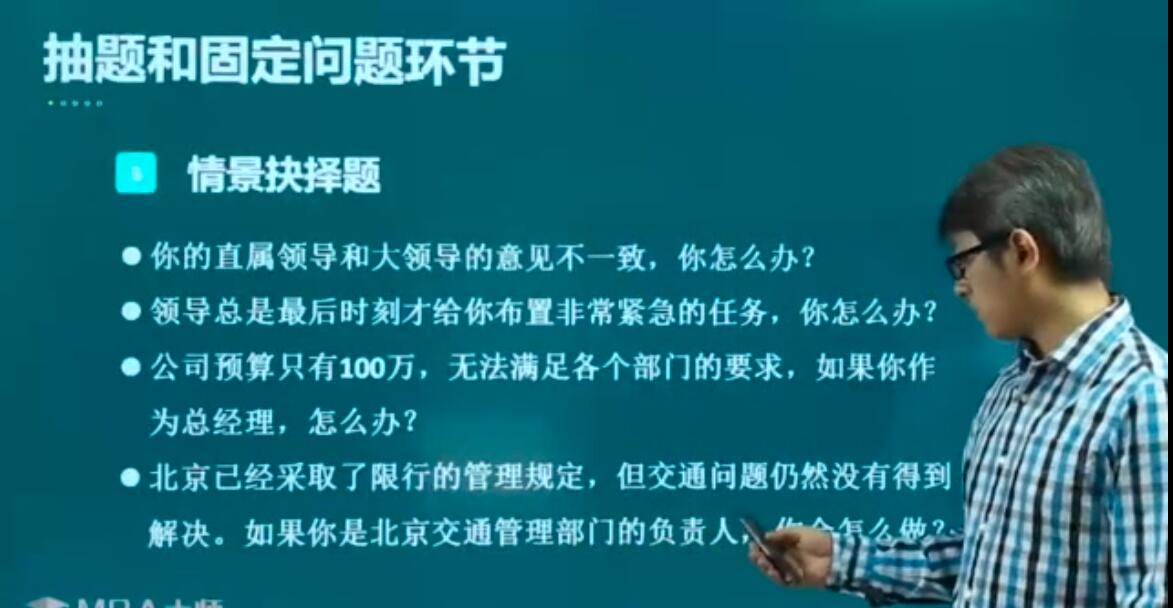 抽题和固定问题环节
情景抉择题
●你的直属领导和大领导的意见不一致，你怎么办？
●领导总是最后时刻才给你布置非常紧急的任务，你怎么办？
●公司预算只有100万，无法满足各个部门的要求，如果你作
为总经理，怎么办？
●北京已经采取了限行的管理规定，但交通问题仍然没有得到
解决。如果你是北京交通管理部门的负责人，你会怎么做？